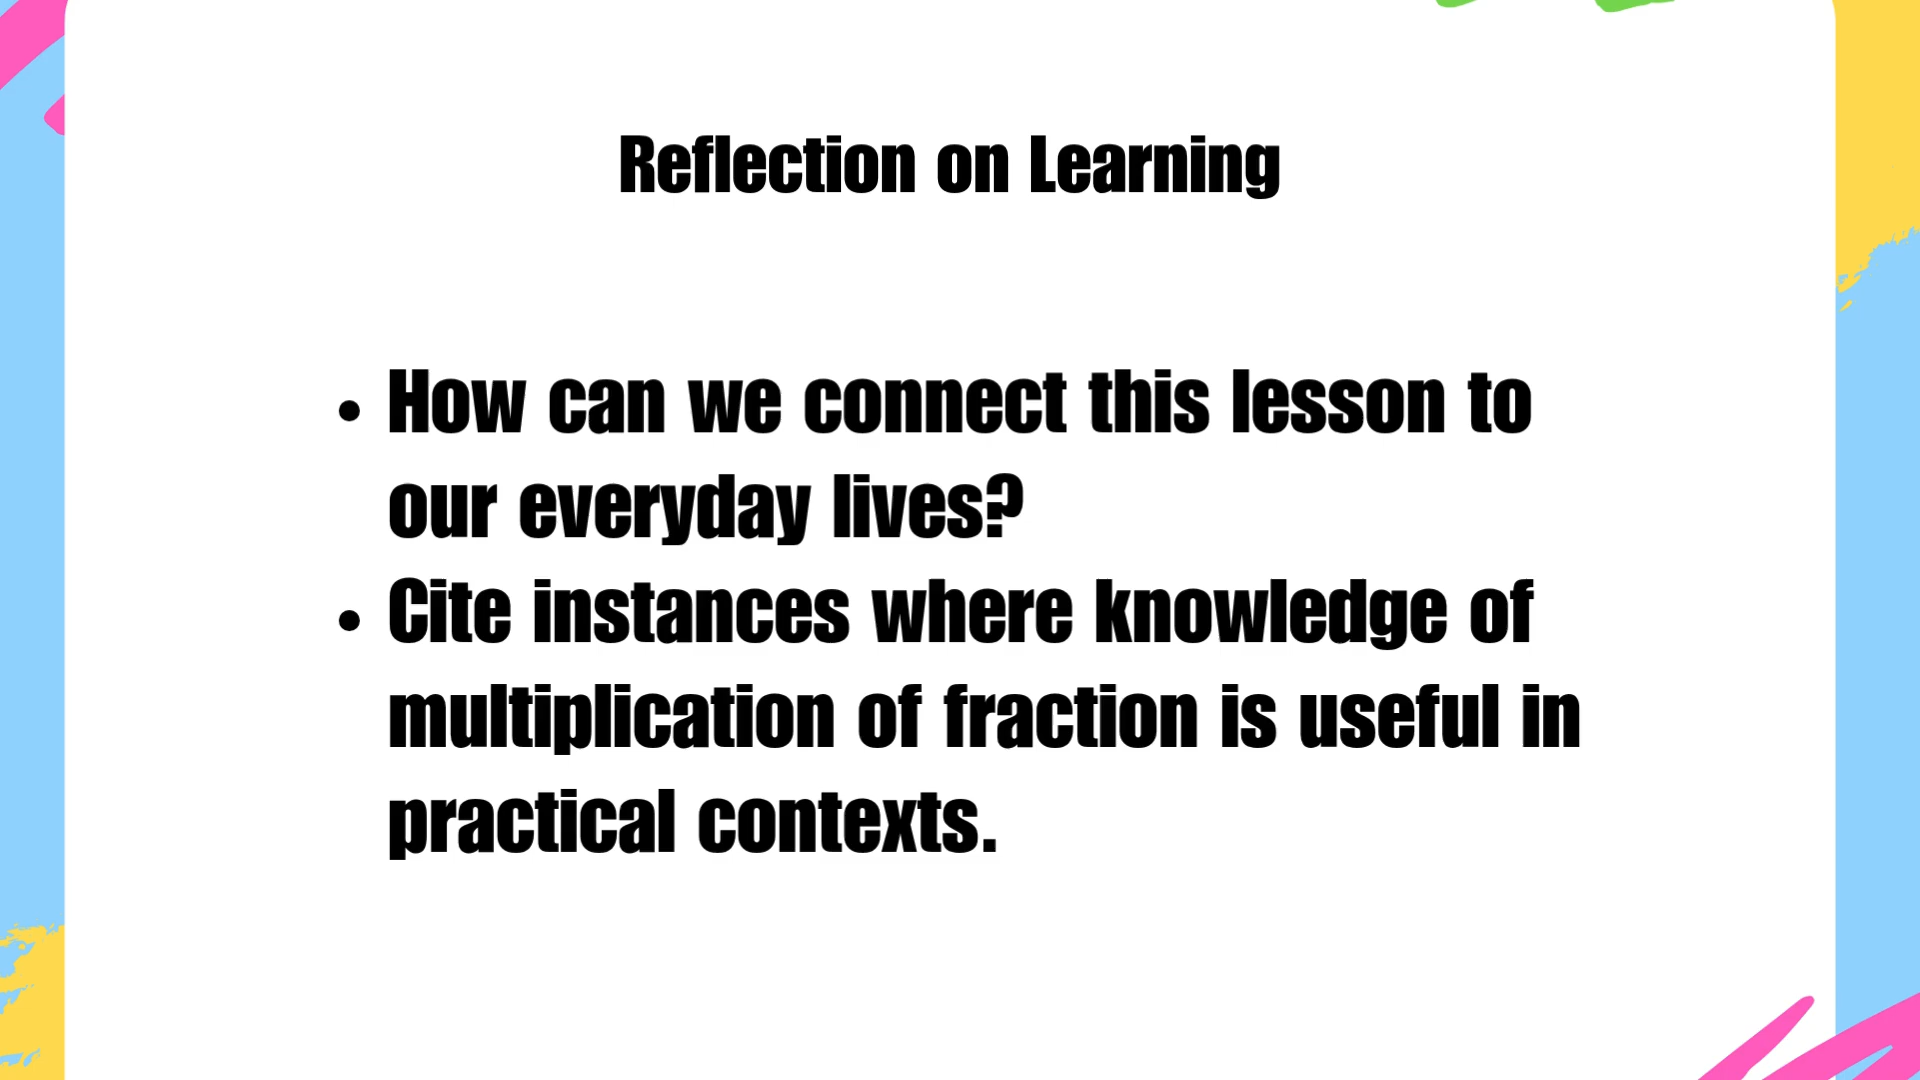 Reflection on Learning
• How can we connect this lesson to
our everyday lives?
• Cite instances where knowledge of
multiplication of fraction is useful in
practical contexts.